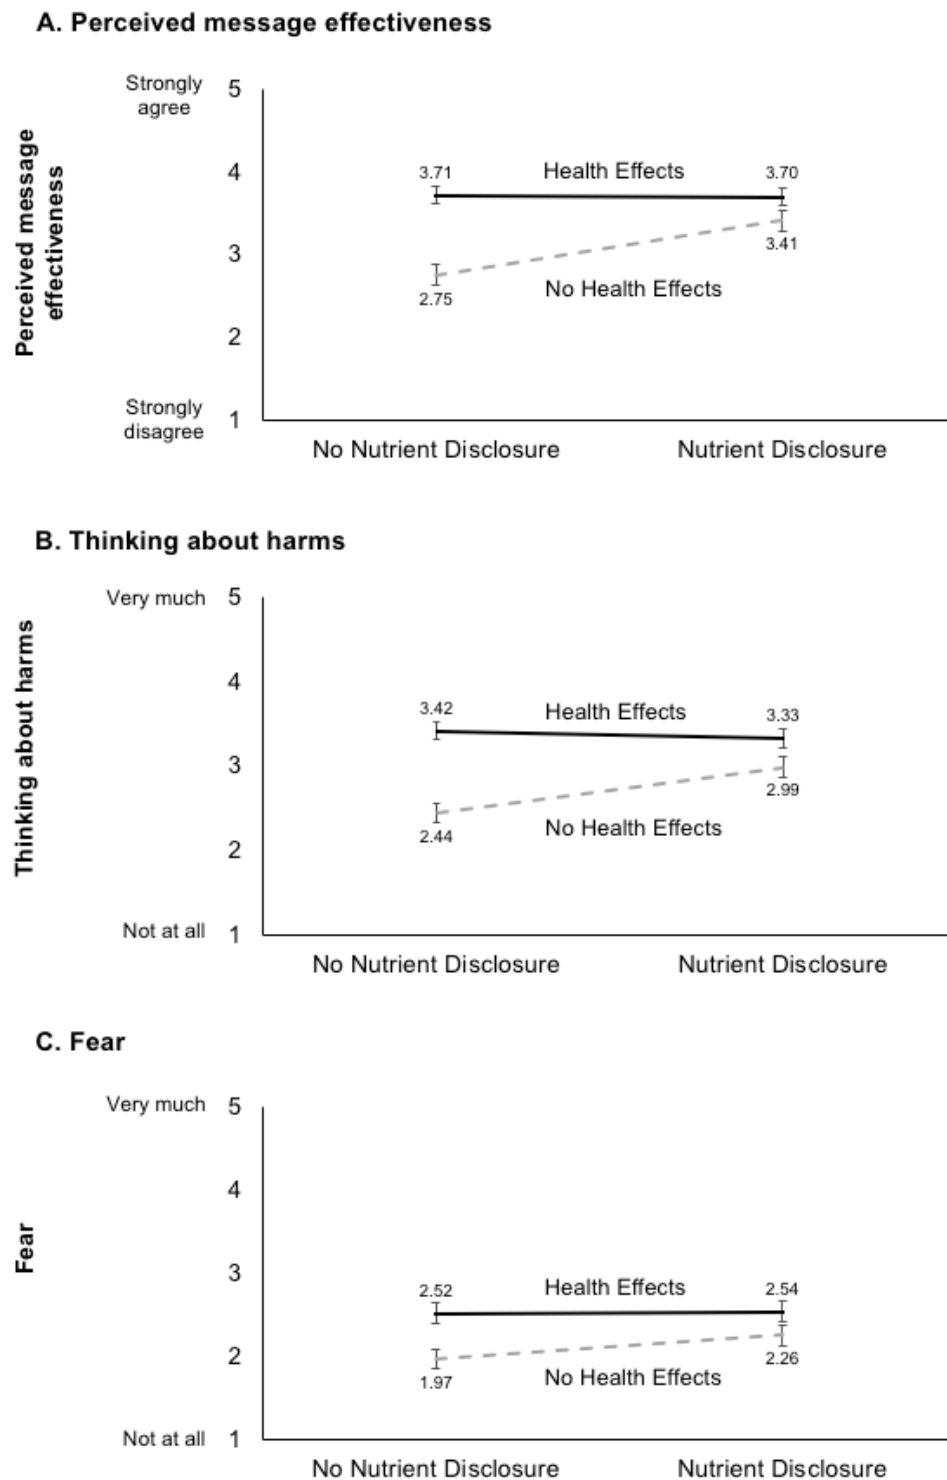 A. Perceived message effectiveness
Perceived message
effectiveness
Strongly
agree
5
4
3
2
Strongly
disagree
1
3.71
Health Effects
3.70
3.41
2.75
No Health Effects
No Nutrient Disclosure
Nutrient Disclosure
B. Thinking about harms
Thinking about harms
Very much
5
4
3
2
Not at all
1
3.42
Health Effects
3.33
2.99
2.44
No Health Effects
No Nutrient Disclosure
Nutrient Disclosure
C. Fear
Fear
Very much
5
4
3
2
Not at all
1
2.52
Health Effects
2.54
2.26
1.97
No Health Effects
No Nutrient Disclosure
Nutrient Disclosure